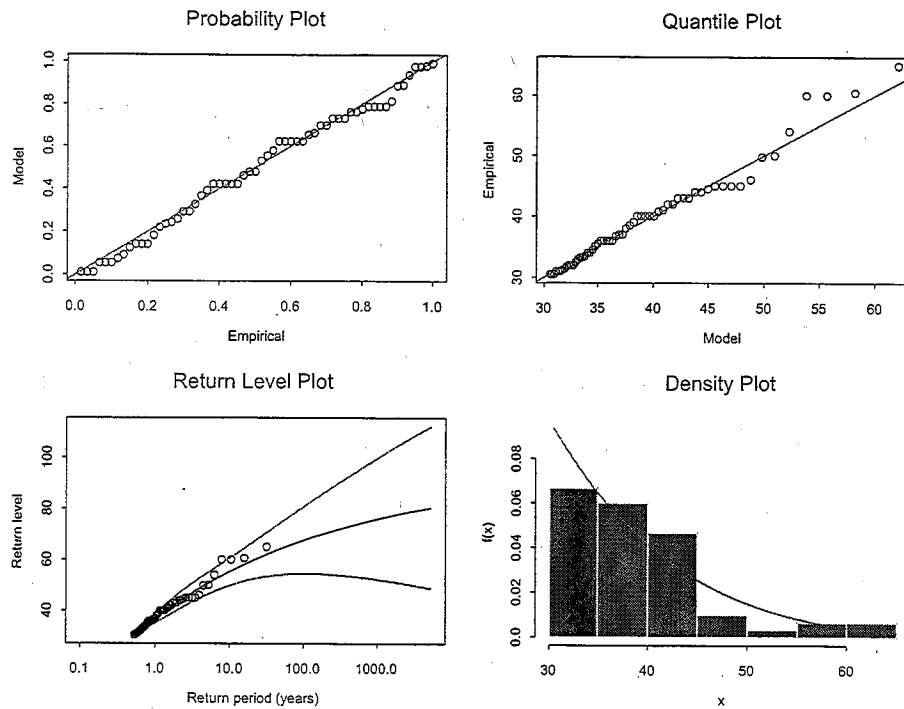 Probability Plot
Model
0.0 0.2 0.4 0.6 0.8 1.0
0.0 0.2 0.4 0.6 0.8 1.0
Empirical
Quantile Plot
Empirical
30 40 50 60
30 35 40 45 50 55 60
Model
Return Level Plot
Return level
40 60 80 100
0.1 1.0 10.0 100.0 1000.0
Return period (years)
Density Plot
f(x)
0.0 0.04 0.08
30 40 50 60
x